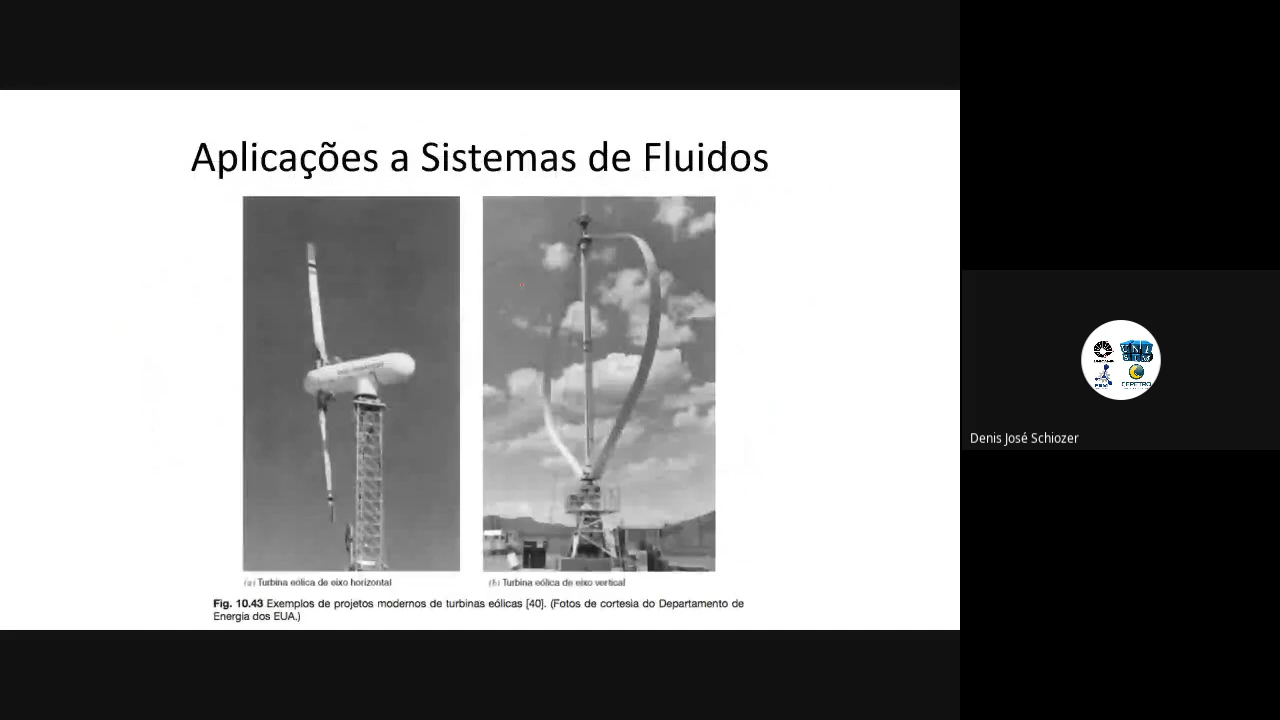 Aplicações a Sistemas de Fluidos
(a) Turbina eólica de eixo horizontal
(b) Turbina eólica de eixo vertical
Fig. 10.43 Exemplos de projetos modernos de turbinas eólicas [40]. (Fotos de cortesia do Departamento de
Energia dos EUA.)
Denis José Schiozer